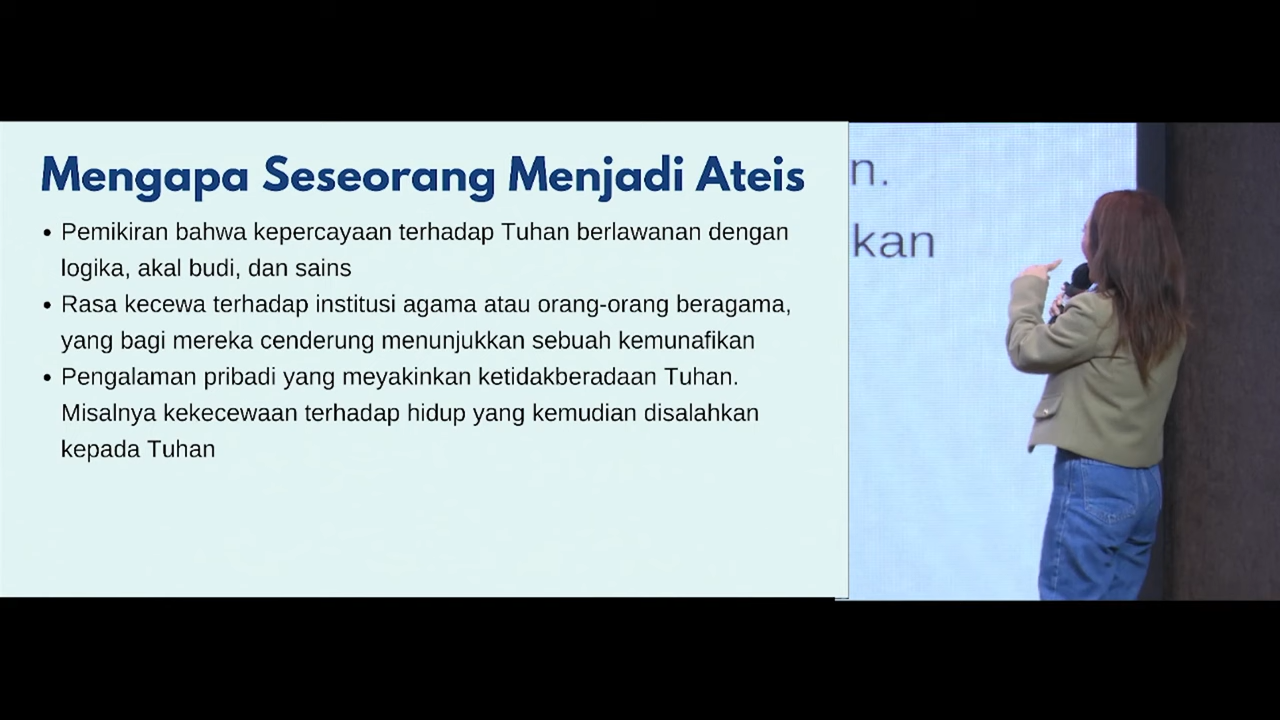 Mengapa Seseorang Menjadi Ateis
• Pemikiran bahwa kepercayaan terhadap Tuhan berlawanan dengan
logika, akal budi, dan sains
• Rasa kecewa terhadap institusi agama atau orang-orang beragama,
yang bagi mereka cenderung menunjukkan sebuah kemunafikan
• Pengalaman pribadi yang meyakinkan ketidakberadaan Tuhan.
Misalnya kekecewaan terhadap hidup yang kemudian disalahkan
kepada Tuhan
n.
kan